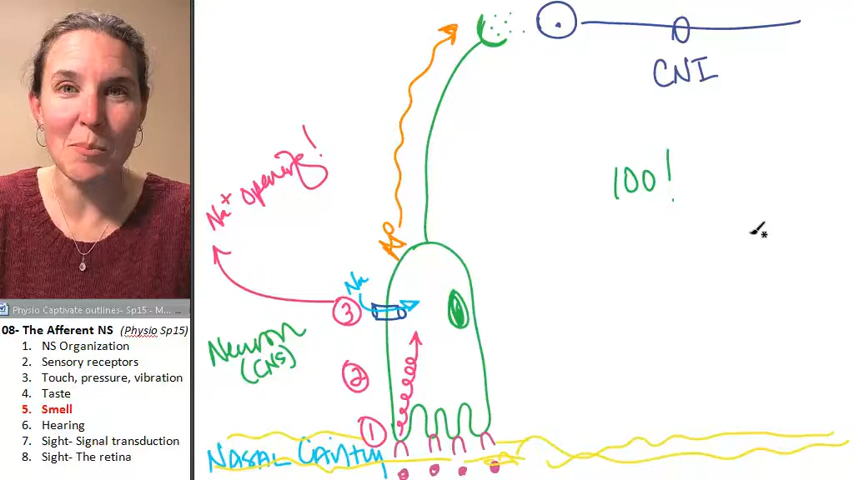 CNI
100!
Na+ opening!
AP
Na
3
Neuron
(CNS)
2
1
Nasal Cavity
Physio Captivate outlines- Sp15 - M...
08- The Afferent NS (Physio Sp15)
1. NS Organization
2. Sensory receptors
3. Touch, pressure, vibration
4. Taste
5. Smell
6. Hearing
7. Sight- Signal transduction
8. Sight- The retina